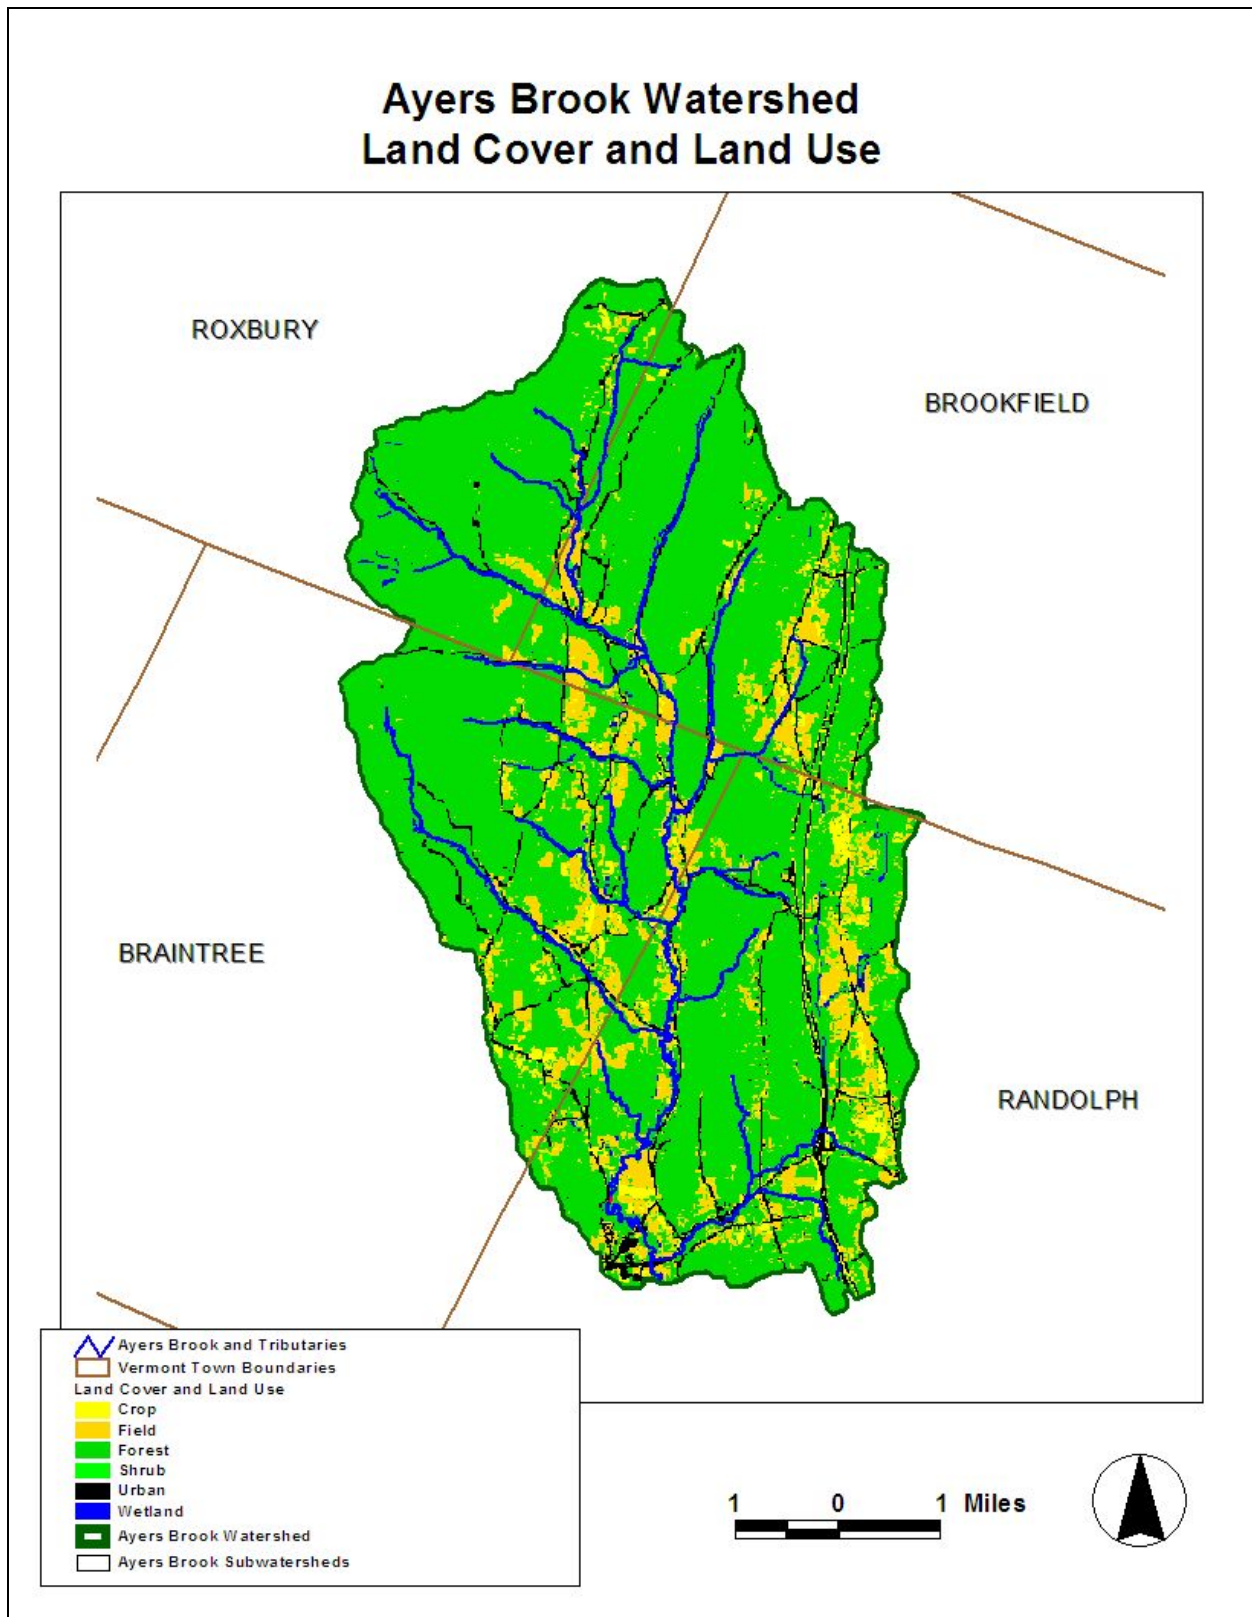 Ayers Brook Watershed
Land Cover and Land Use
ROXBURY
BROOKFIELD
BRAINTREE
RANDOLPH
Ayers Brook and Tributaries
Vermont Town Boundaries
Land Cover and Land Use
Crop
Field
Forest
Shrub
Urban
Wetland
Ayers Brook Watershed
Ayers Brook Subwatersheds
1 0 1 Miles